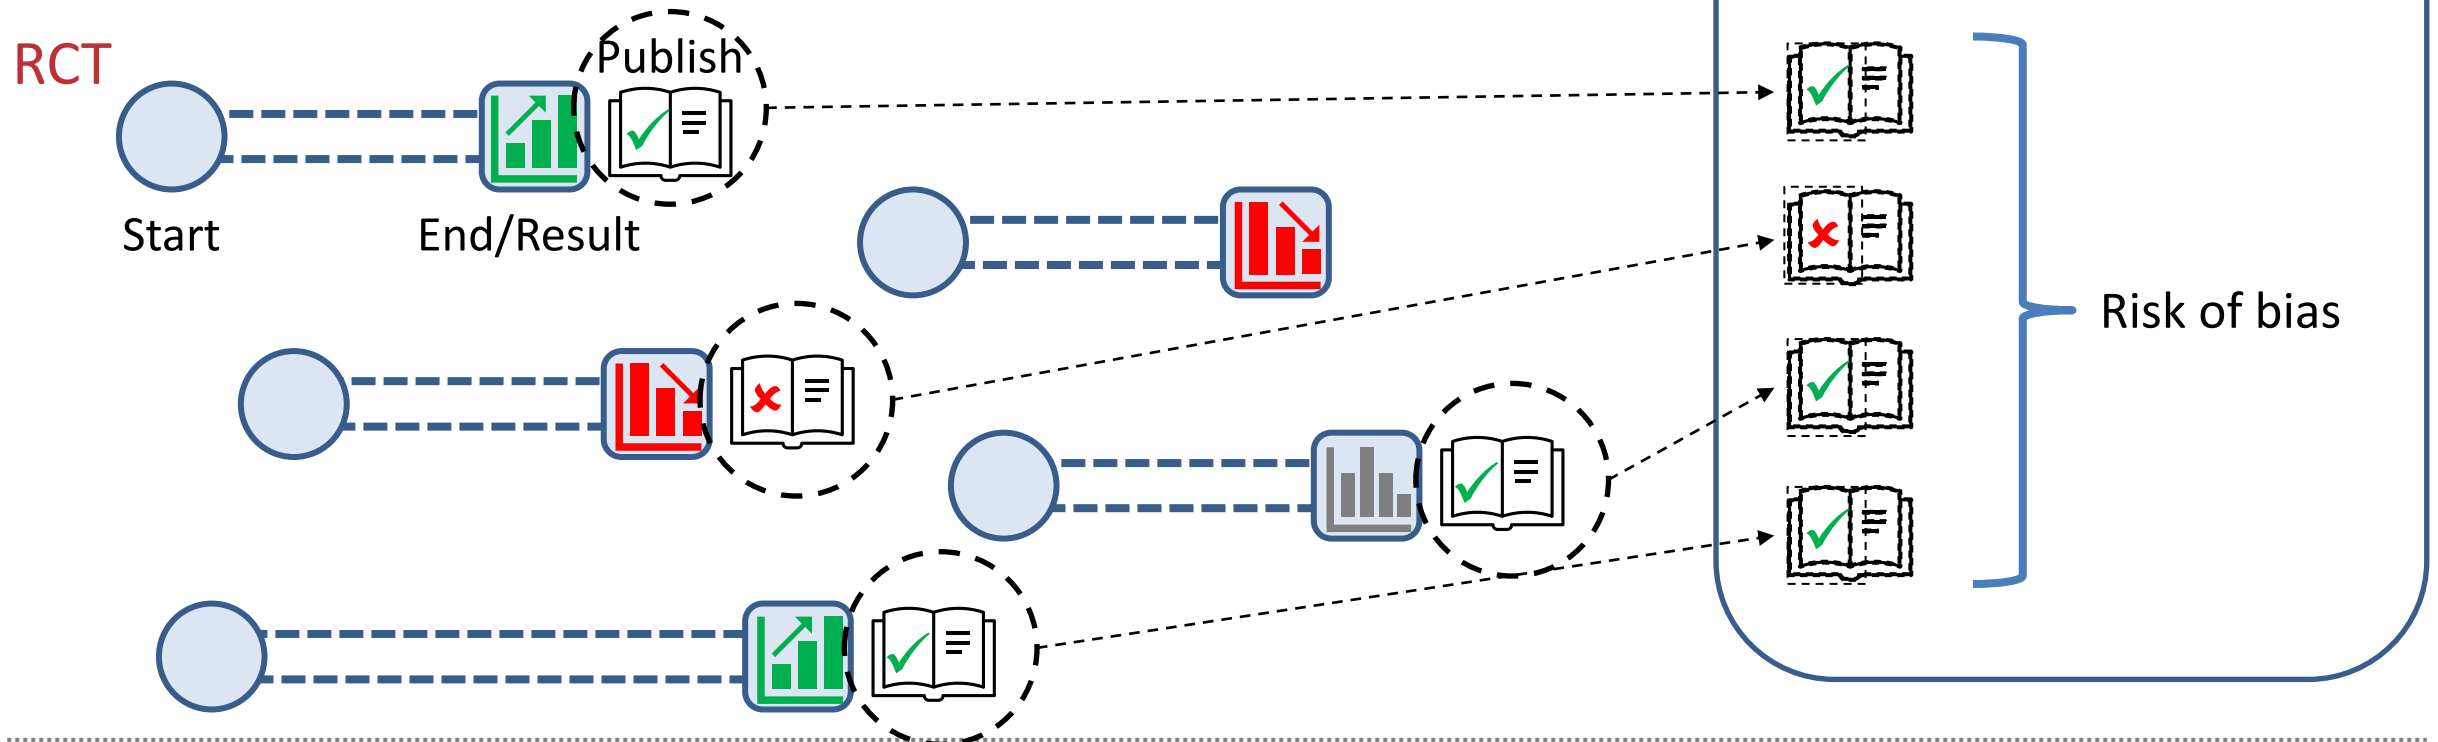 RCT
Publish
Start
End/Result
Risk of bias